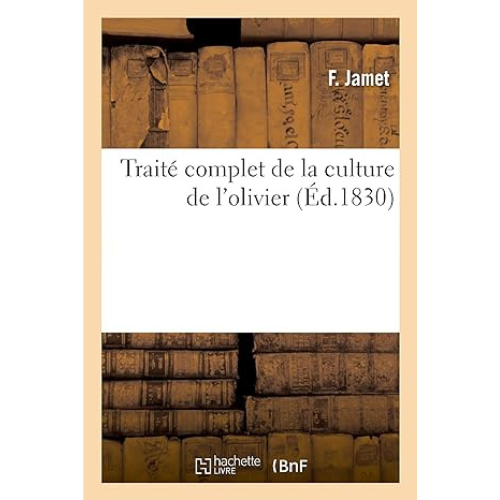 F. Jamet
Traité complet de la culture
de l'olivier (Éd.1830)
hachette
LIVRE
(BnF